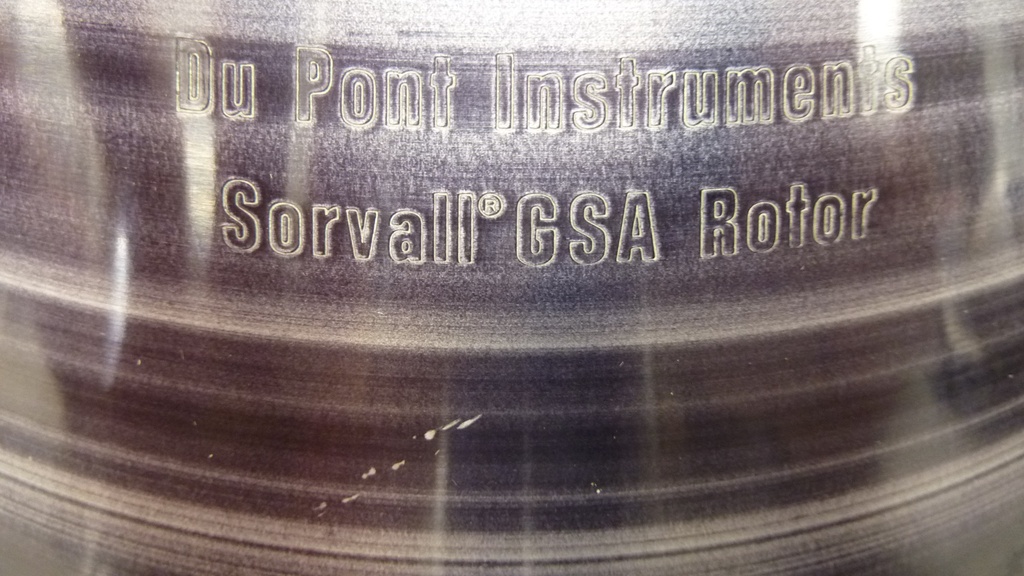 Du Pont Instruments
Sorvall® GSA Rotor